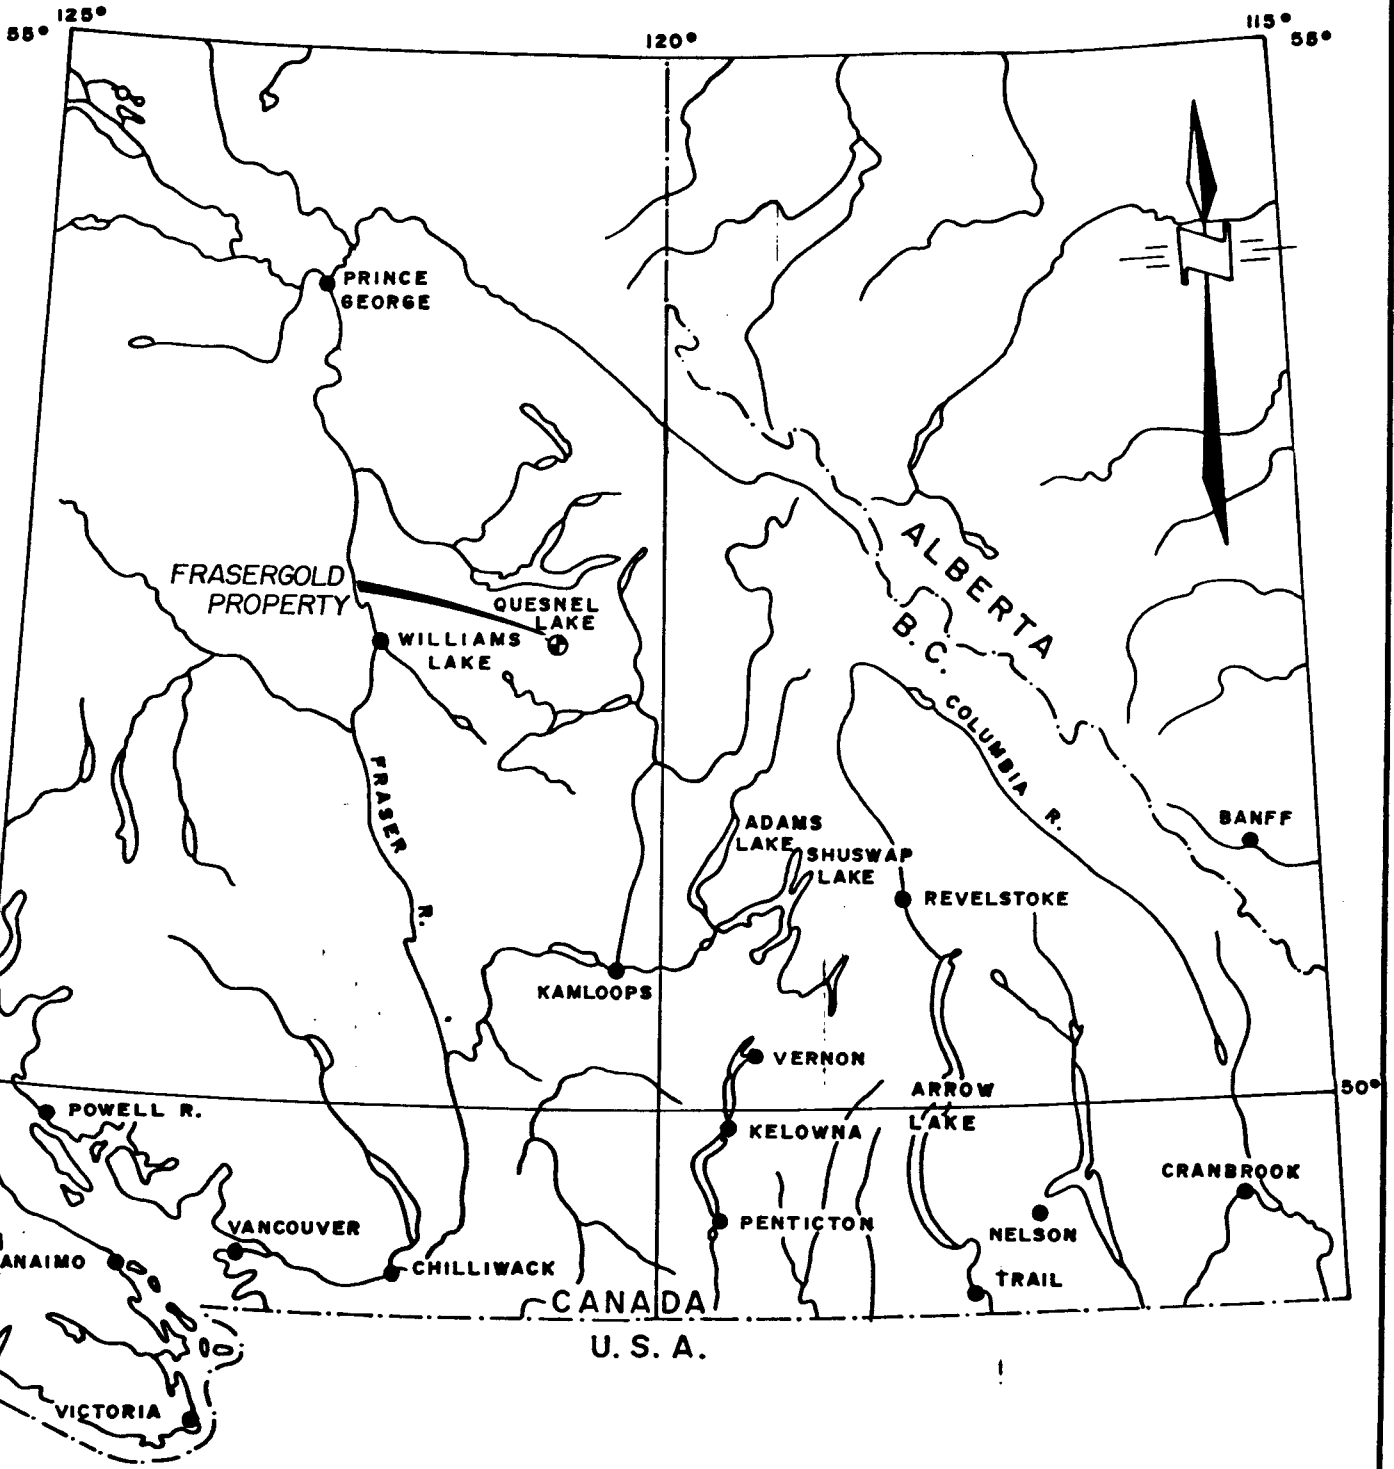 125°
55°
120°
115°
55°
PRINCE
GEORGE
FRASERGOLD
PROPERTY
QUESNEL
LAKE
WILLIAMS
LAKE
ALBERTA
B.C.
COLUMBIA R.
FRASER R.
ADAMS
LAKE
SHUSWAP
LAKE
BANFF
REVELSTOKE
KAMLOOPS
VERNON
ARROW
LAKE
50°
POWELL R.
KELOWNA
CRANBROOK
VANCOUVER
PENTICTON
NELSON
ANAIMO
CHILLIWACK
TRAIL
CANADA
U.S.A.
VICTORIA